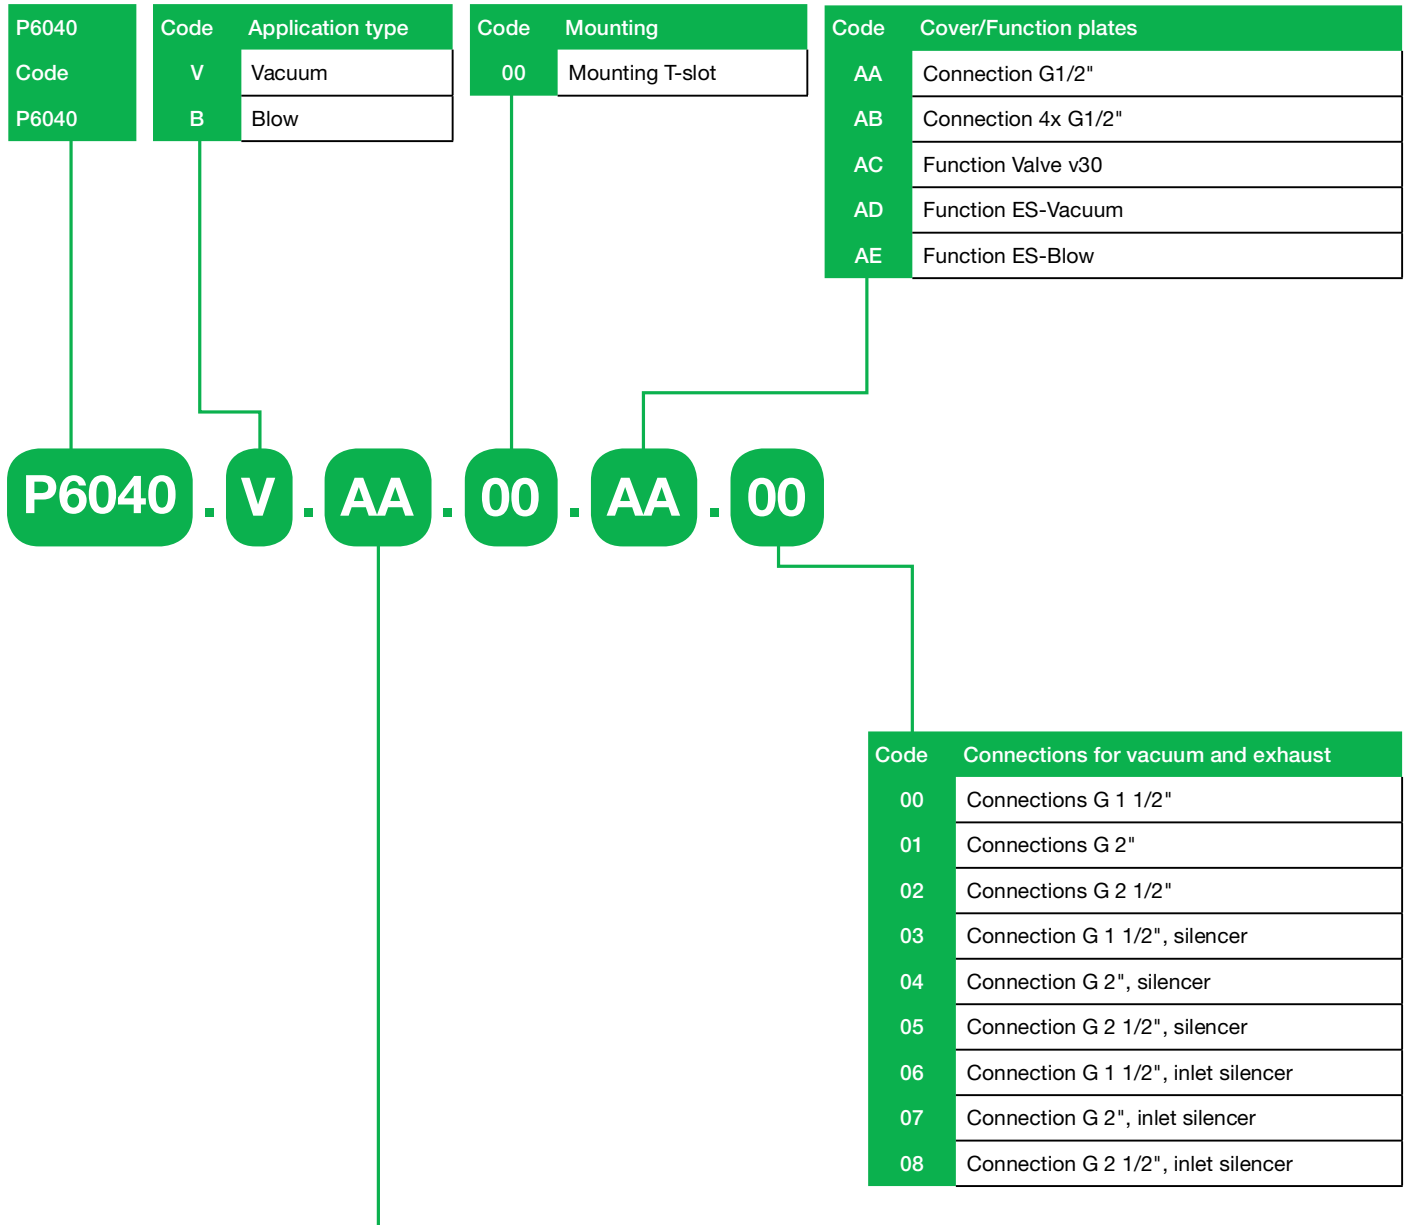 P6040
Code
P6040
Code Application type
V Vacuum
B Blow
Code Mounting
00 Mounting T-slot
Code Cover/Function plates
AA Connection G1/2"
AB Connection 4x G1/2"
AC Function Valve v30
AD Function ES-Vacuum
AE Function ES-Blow
P6040 . V . AA . 00 . AA . 00
Code Connections for vacuum and exhaust
00 Connections G 1 1/2"
01 Connections G 2"
02 Connections G 2 1/2"
03 Connection G 1 1/2", silencer
04 Connection G 2", silencer
05 Connection G 2 1/2", silencer
06 Connection G 1 1/2", inlet silencer
07 Connection G 2", inlet silencer
08 Connection G 2 1/2", inlet silencer